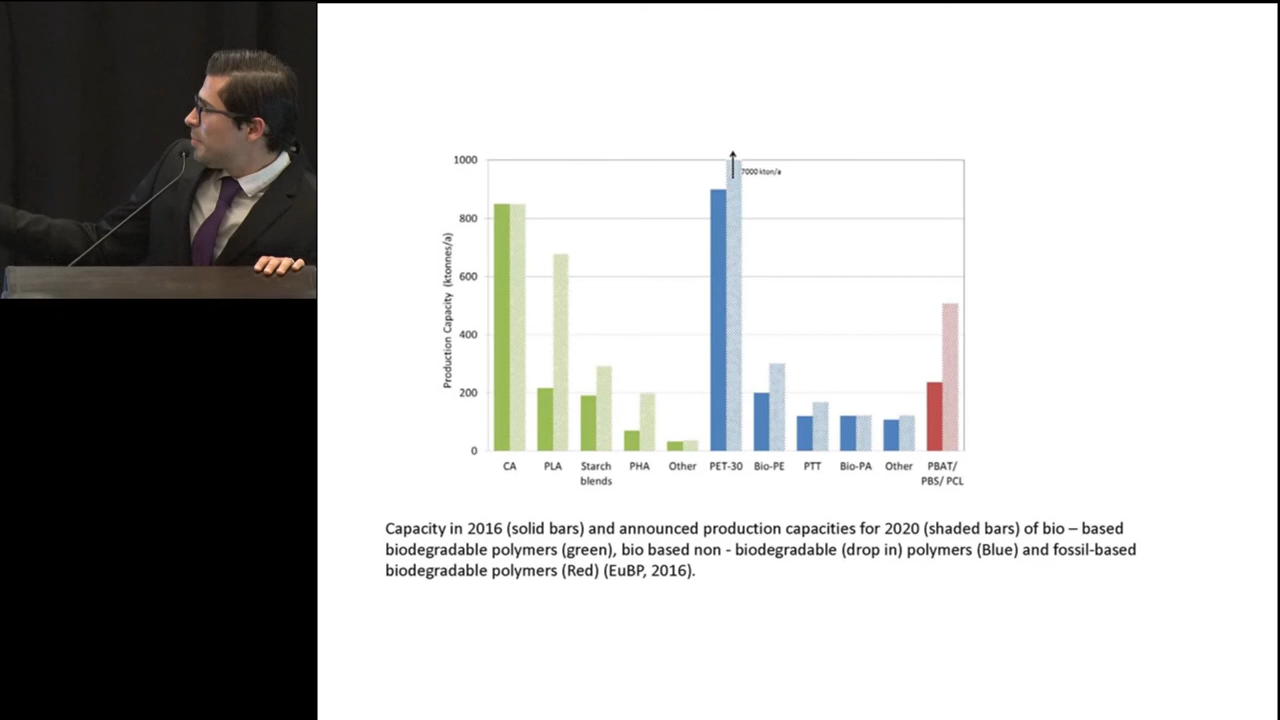 1000
7000 kton/a
800
600
400
200
0
Production Capacity (ktonnes/a)
CA PLA Starch blends PHA Other PET-30 Bio-PE PTT Bio-PA Other PBAT/ PBS/ PCL
Capacity in 2016 (solid bars) and announced production capacities for 2020 (shaded bars) of bio – based
biodegradable polymers (green), bio based non - biodegradable (drop in) polymers (Blue) and fossil-based
biodegradable polymers (Red) (EuBP, 2016).